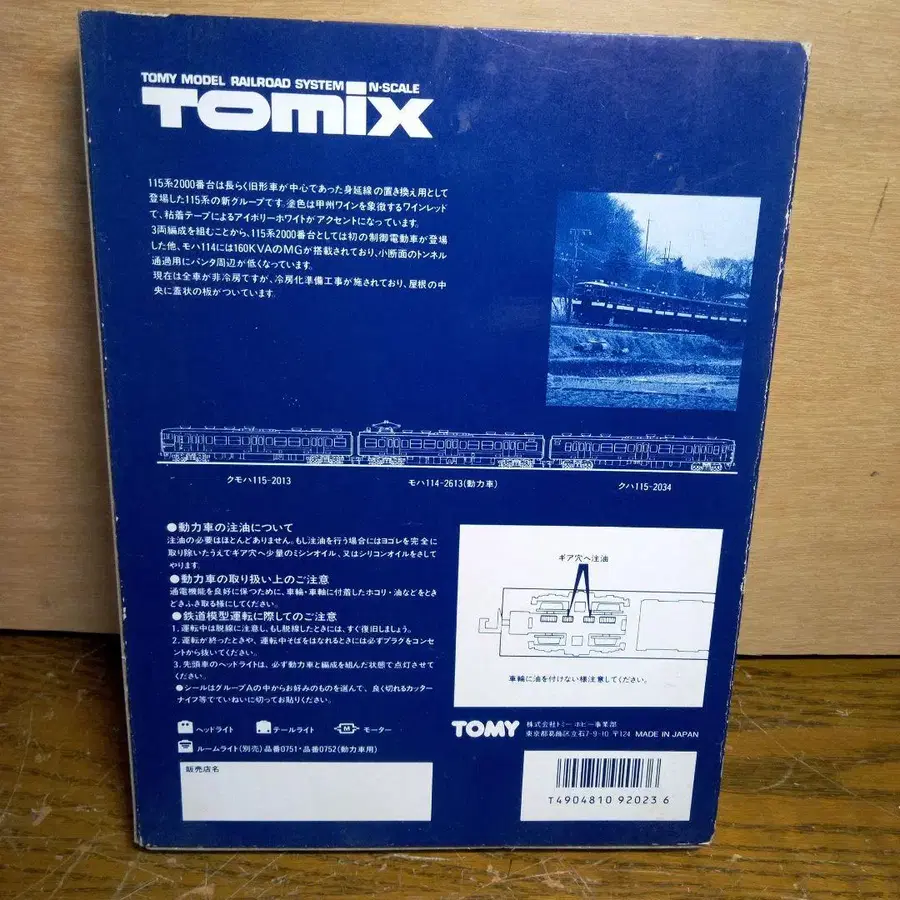 TOMY MODEL RAILROAD SYSTEM N-SCALE
TOMIX
115系2000番台は長らく旧形車が中心であった身延線の置き換え用として
登場した115系の新グループです。塗色は甲州ワインを象徴するワインレッド
で、粘着テープによるアイボリーホワイトがアクセントになっています。
3両編成を組むことから、115系2000番台としては初の制御電動車が登場
した他、モハ114には160KVAのMGが搭載されており、小断面のトンネル
通過用にパンタ周辺が低くなっています。
現在は全車が非冷房ですが、冷房化準備工事が施されており、屋根の中
央に蓋状の板がついています。
クモハ115-2013
モハ114-2613(動力車)
クハ115-2034
●動力車の注油について
注油の必要はほとんどありません。もし注油を行う場合にはヨゴレを完全に
取り除いたうえでギア穴へ少量のミシンオイル、又はシリコンオイルをさして
やります。
●動力車の取り扱い上のご注意
通電機能を良好に保つために、車輪・車軸に付着したホコリ・油などをとき
どきふき取る様にしてください。
●鉄道模型運転に際してのご注意
1.運転中は脱線に注意し、もし脱線したときには、すぐ復旧しましょう。
2.運転が終ったときや、運転中そばをはなれるときには必ずプラグをコンセ
ントから抜いてください。
3.先頭車のヘッドライトは、必ず動力車と編成を組んだ状態で点灯させて
ください。
●シールはグループAの中からお好みのものを選んで、良く切れるカッター
ナイフ等でていねいに切ってお貼りください。
ギア穴へ注油
車輪に油を付けない様注意してください。
ヘッドライト
テールライト
M
モーター
ルームライト(別売)品番0751・品番0752(動力車用)
販売店名
TOMY 株式会社トミー ホビー事業部
東京都葛飾区立石7-9-10 〒124 MADE IN JAPAN
T4904810 92023 6